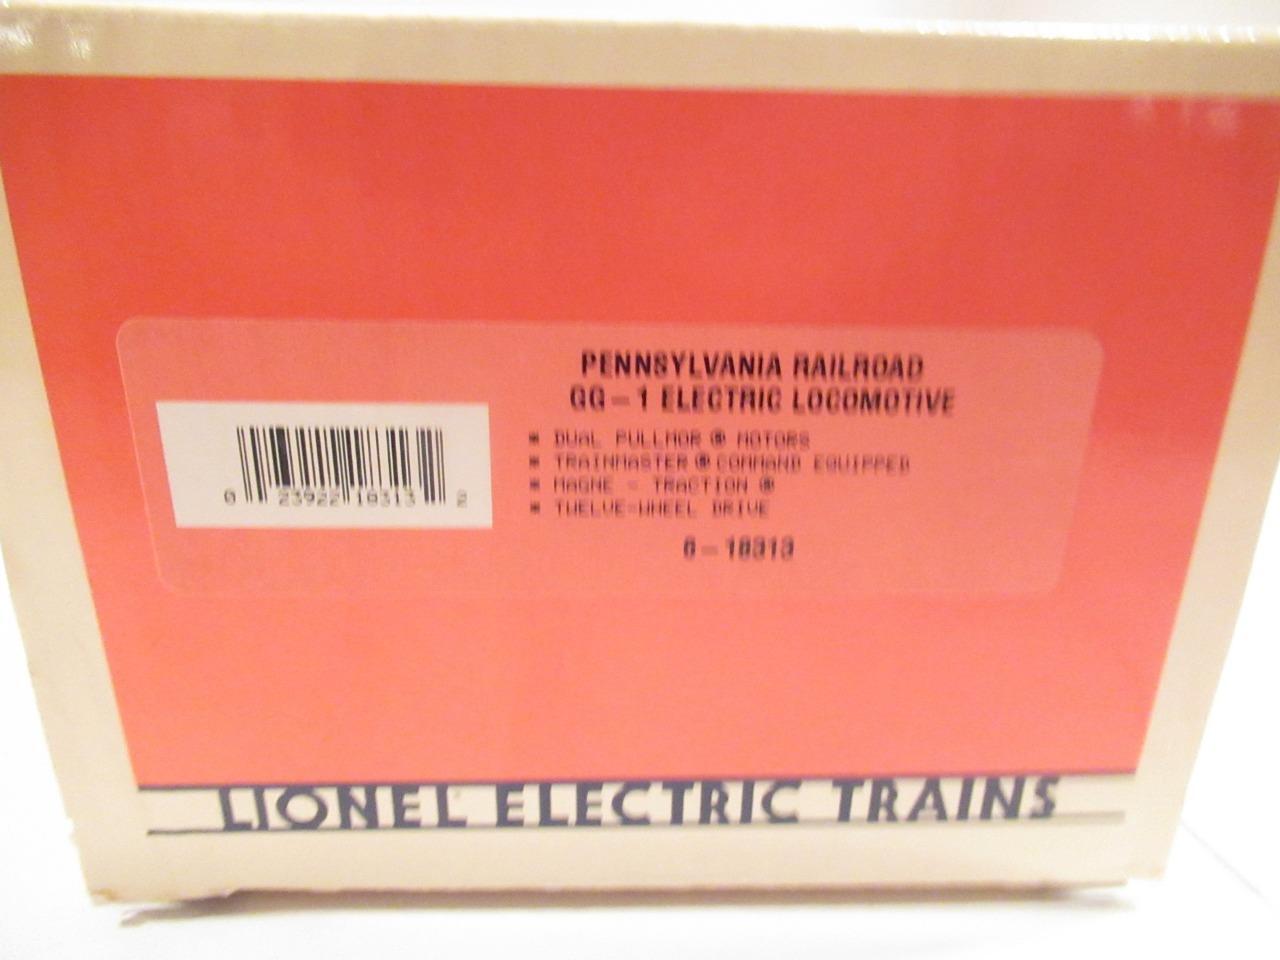 PENNSYLVANIA RAILROAD
GG-1 ELECTRIC LOCOMOTIVE
■ DUAL PULLMOR ® MOTORS
■ TRAINMASTER ® COMMAND EQUIPPED
■ MAGNE - TRACTION ®
■ TWELVE-WHEEL DRIVE
6-18313
0 23922 18313 2
LIONEL ELECTRIC TRAINS